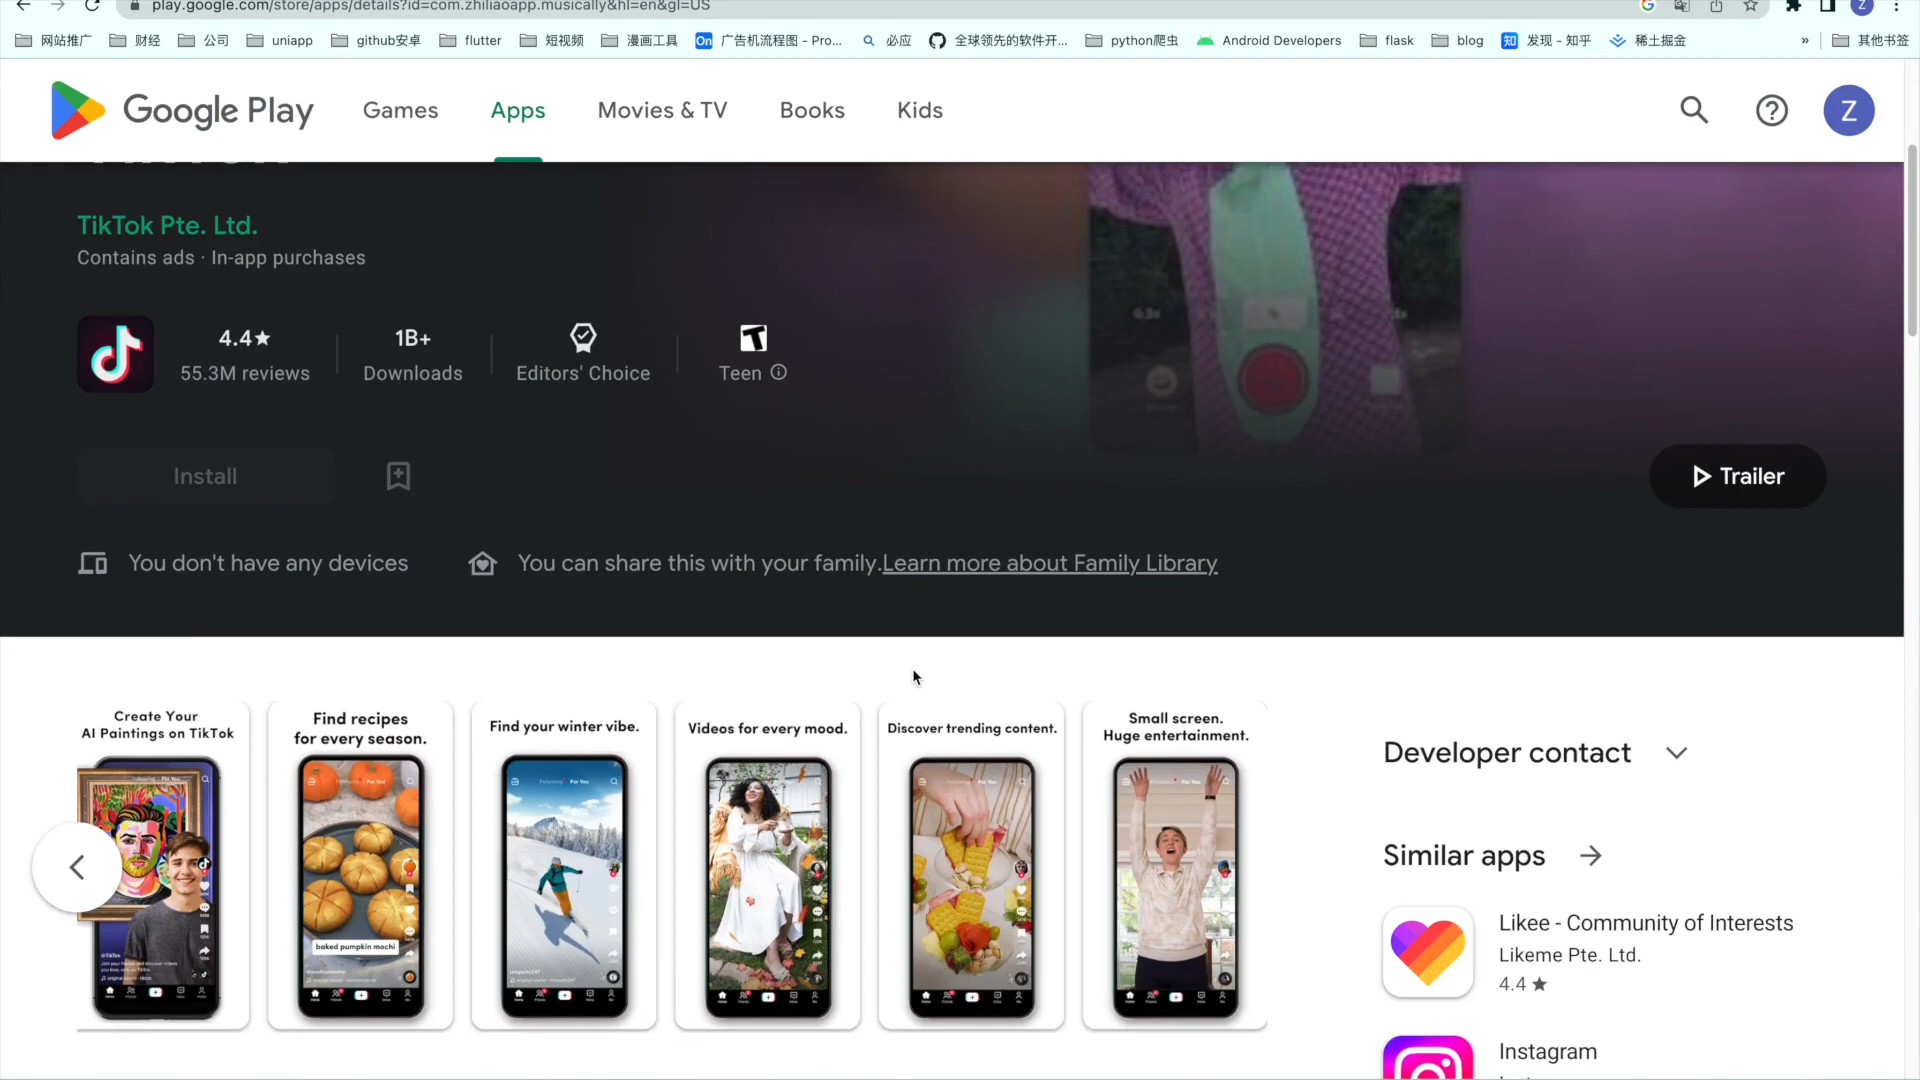 play.google.com/store/apps/details?id=com.zhiliaoapp.musically&hl=en&gl=US
Z
网站推广 财经 公司 uniapp github安卓 flutter 短视频 漫画工具 On 广告机流程图 - Pro... 必应 全球领先的软件开... python爬虫 Android Developers flask blog 知 发现 - 知乎 稀土掘金 » 其他书签
Google Play Games Apps Movies & TV Books Kids Z
TikTok Pte. Ltd.
Contains ads · In-app purchases
4.4★ 1B+ T
55.3M reviews Downloads Editors' Choice Teen
Install
Trailer
You don't have any devices You can share this with your family.Learn more about Family Library
Create Your
AI Paintings on TikTok
Find recipes
for every season.
Find your winter vibe.
Videos for every mood.
Discover trending content.
Small screen.
Huge entertainment.
baked pumpkin mochi
Developer contact
Similar apps
Likee - Community of Interests
Likeme Pte. Ltd.
4.4 ★
Instagram